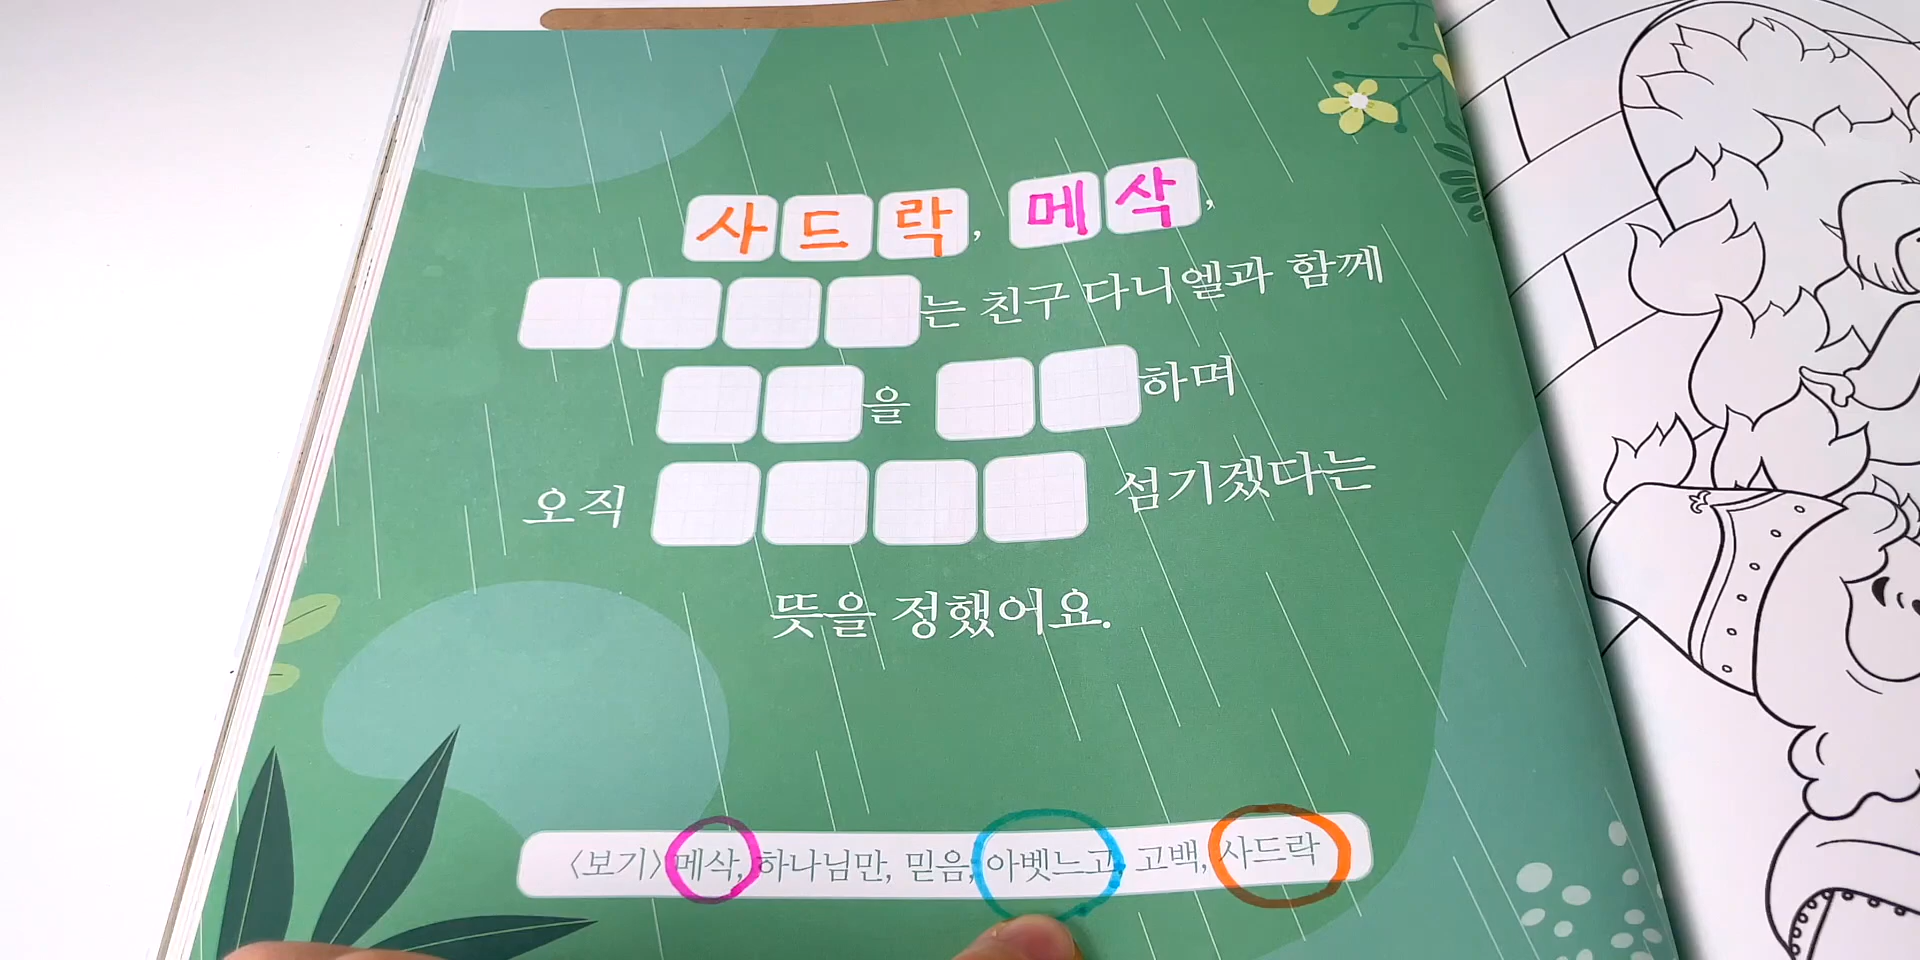 사드락, 메삭,
는 친구 다니엘과 함께
을 하며
오직 섬기겠다는
뜻을 정했어요.
<보기> 메삭, 하나님만, 믿음, 아벳느고, 고백, 사드락